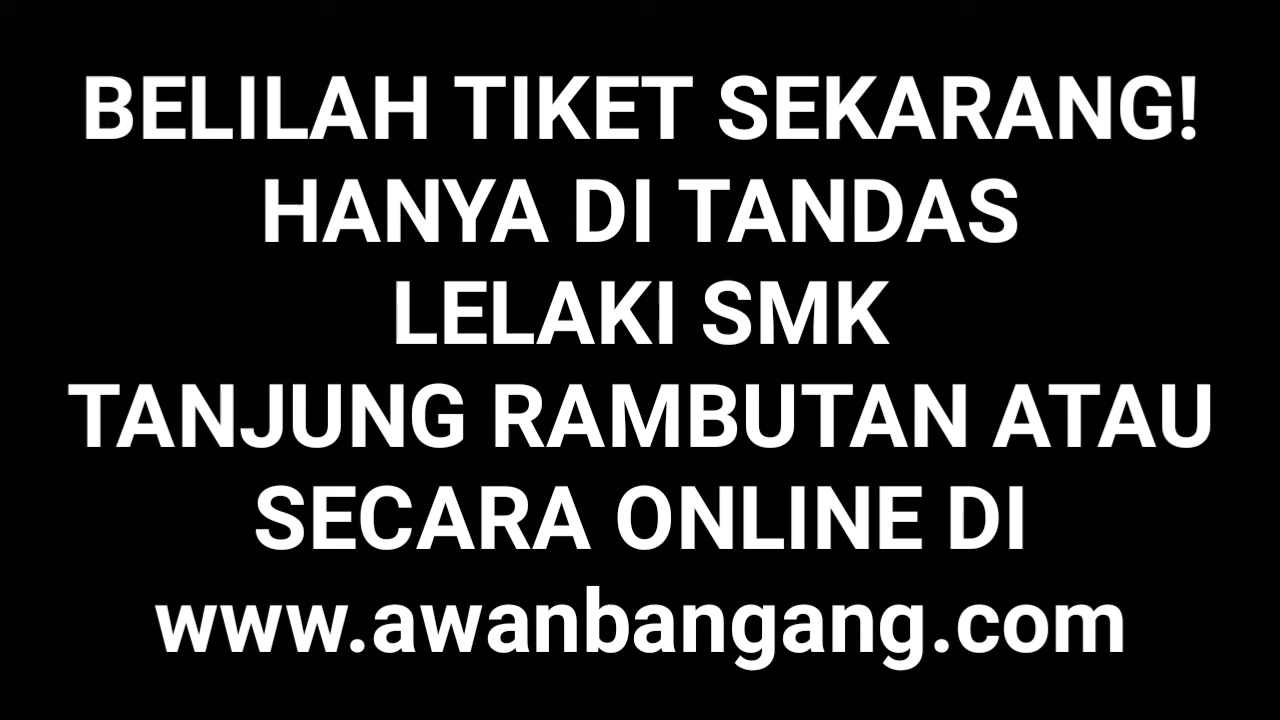 BELILAH TIKET SEKARANG!
HANYA DI TANDAS
LELAKI SMK
TANJUNG RAMBUTAN ATAU
SECARA ONLINE DI
www.awanbangang.com